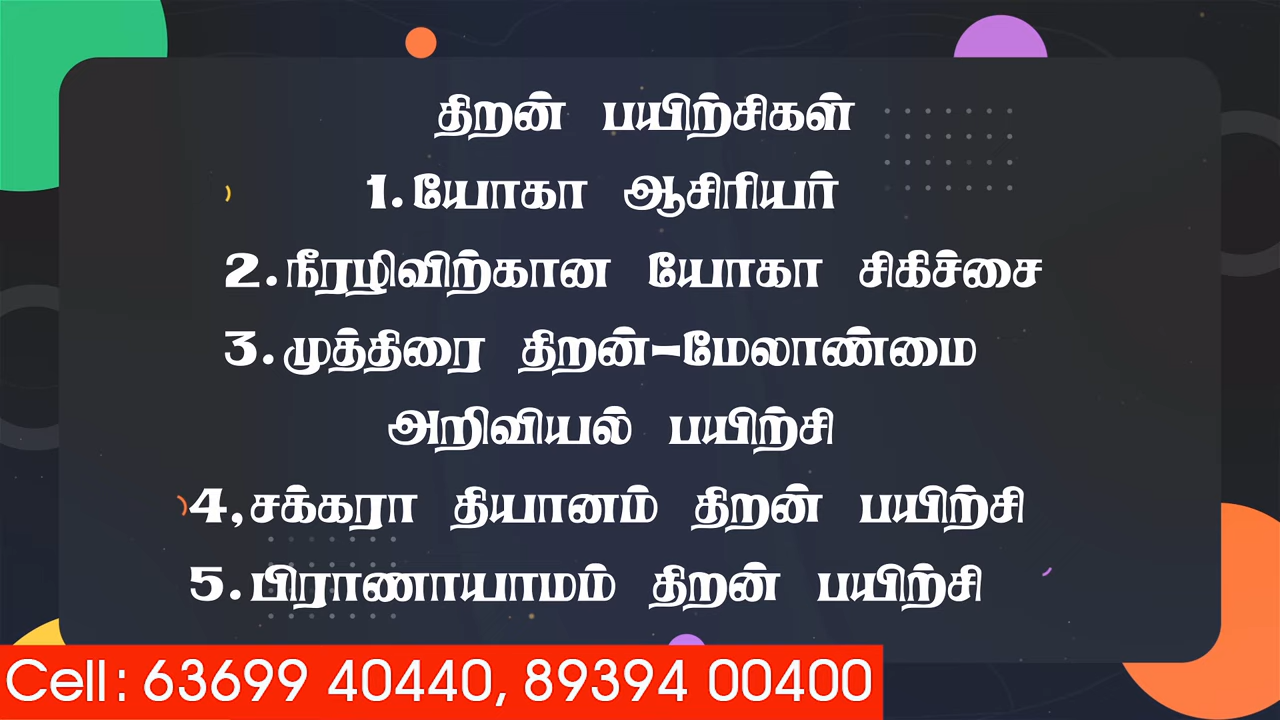 திறன் பயிற்சிகள்
1.யோகா ஆசிரியர்
2.நீரழிவிற்கான யோகா சிகிச்சை
3.முத்திரை திறன்-மேலாண்மை
அறிவியல் பயிற்சி
4,சக்கரா தியானம் திறன் பயிற்சி
5.பிராணாயாமம் திறன் பயிற்சி
Cell: 63699 40440, 89394 00400